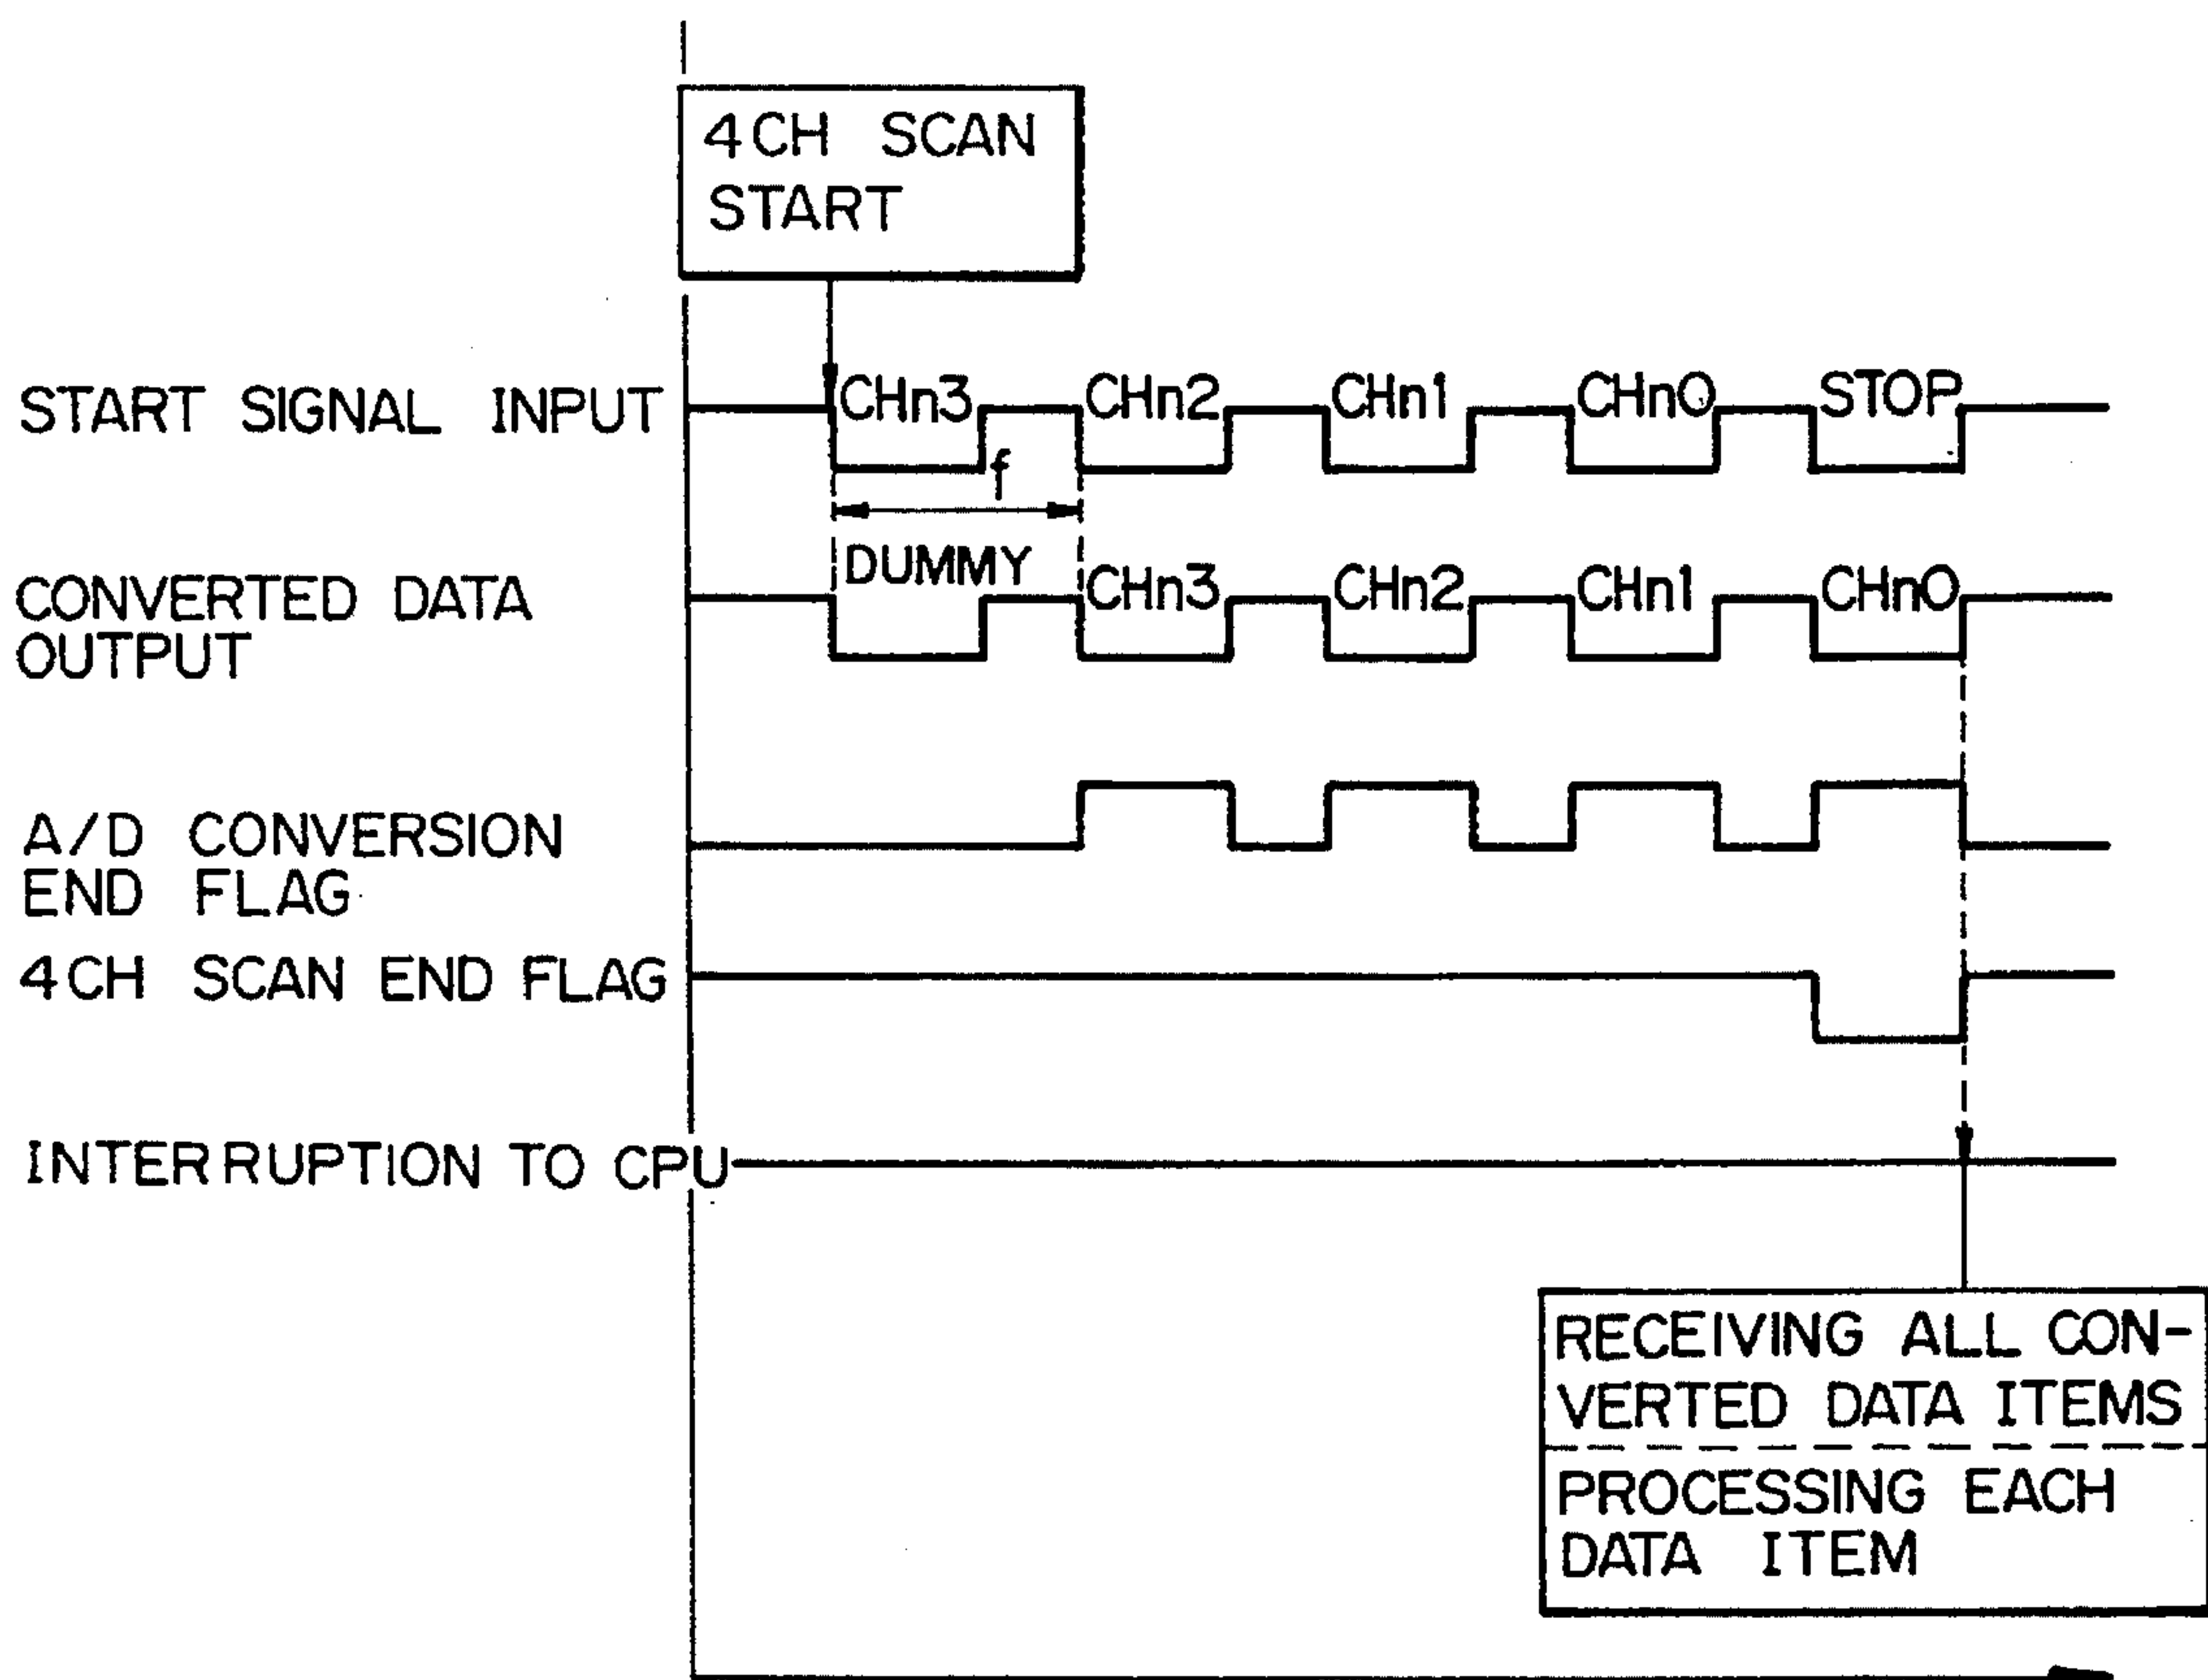 4CH SCAN
START
START SIGNAL INPUT
CHn3
CHn2
CHn1
CHn0
STOP
f
CONVERTED DATA
OUTPUT
DUMMY
CHn3
CHn2
CHn1
CHn0
A/D CONVERSION
END FLAG
4CH SCAN END FLAG
INTERRUPTION TO CPU
RECEIVING ALL CON-
VERTED DATA ITEMS
PROCESSING EACH
DATA ITEM